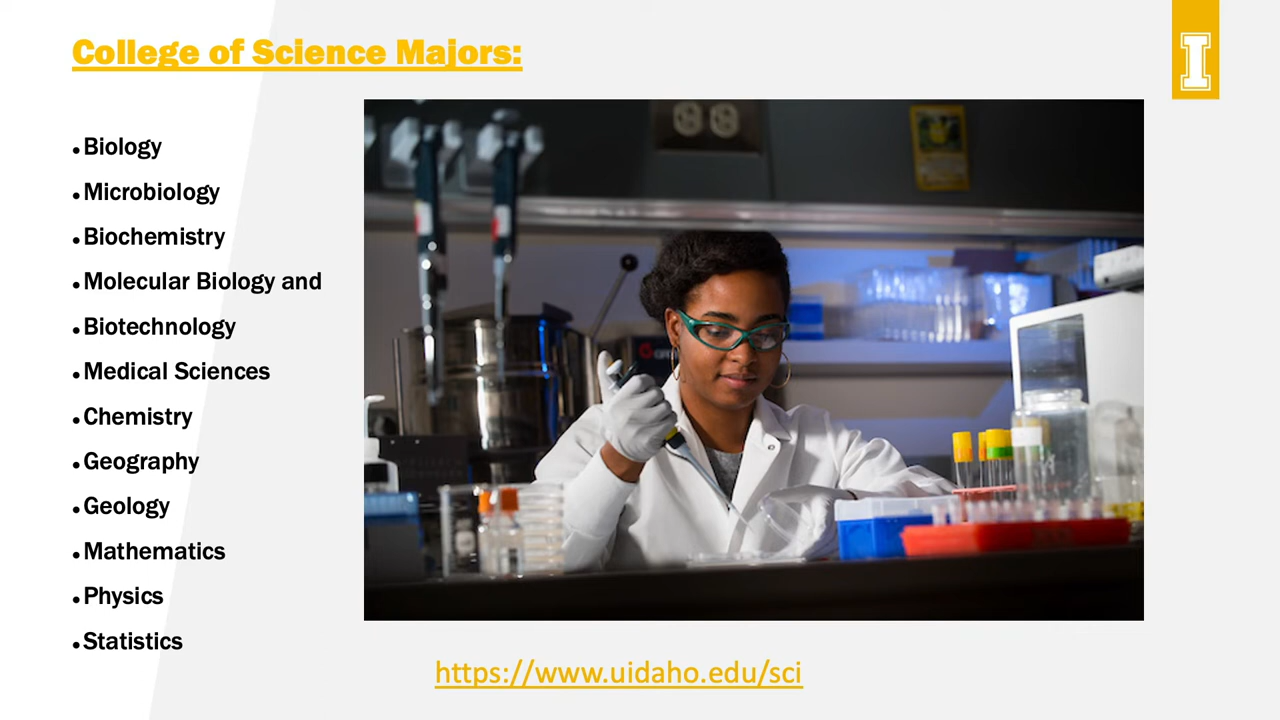 College of Science Majors:
I
• Biology
• Microbiology
• Biochemistry
• Molecular Biology and
• Biotechnology
• Medical Sciences
• Chemistry
• Geography
• Geology
• Mathematics
• Physics
• Statistics
https://www.uidaho.edu/sci